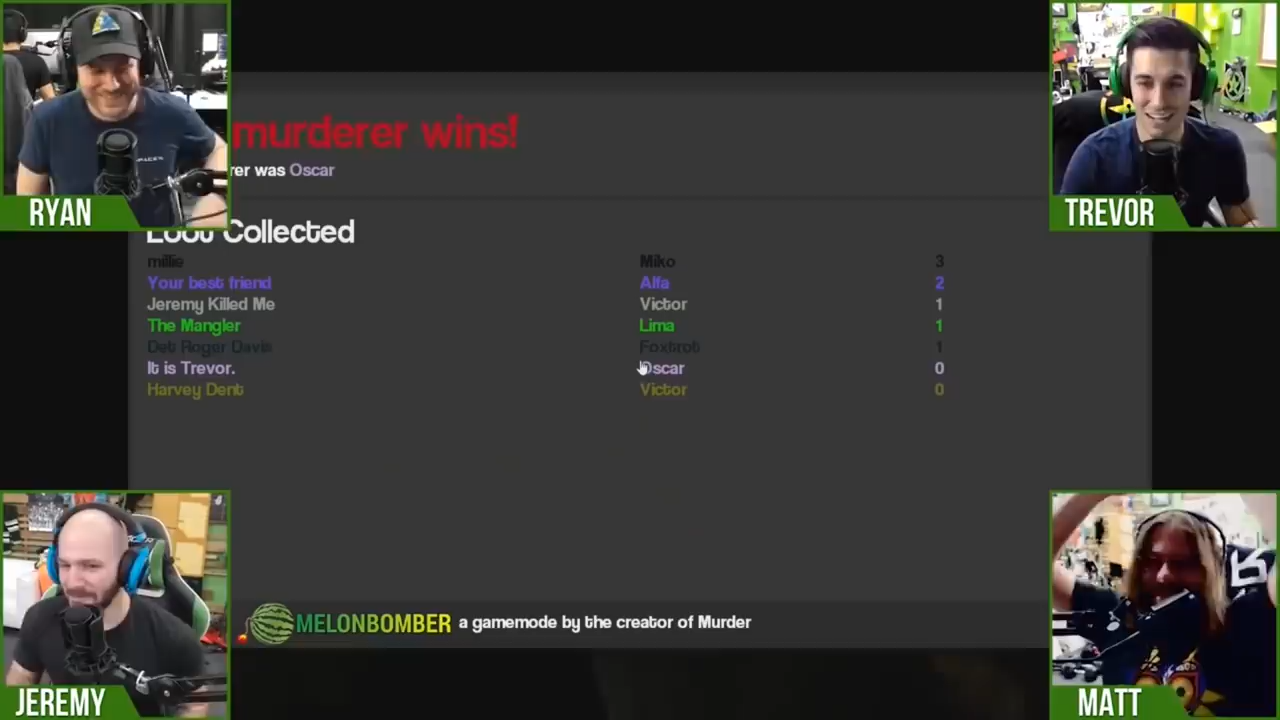 murderer wins!
rer was Oscar
RYAN
TREVOR
Loot Collected
millie Miko 3
Your best friend Alfa 2
Jeremy Killed Me Victor 1
The Mangler Lima 1
Det Roger Davis Foxtrot 1
It is Trevor. Oscar 0
Harvey Dent Victor 0
MELONBOMBER a gamemode by the creator of Murder
JEREMY
MATT